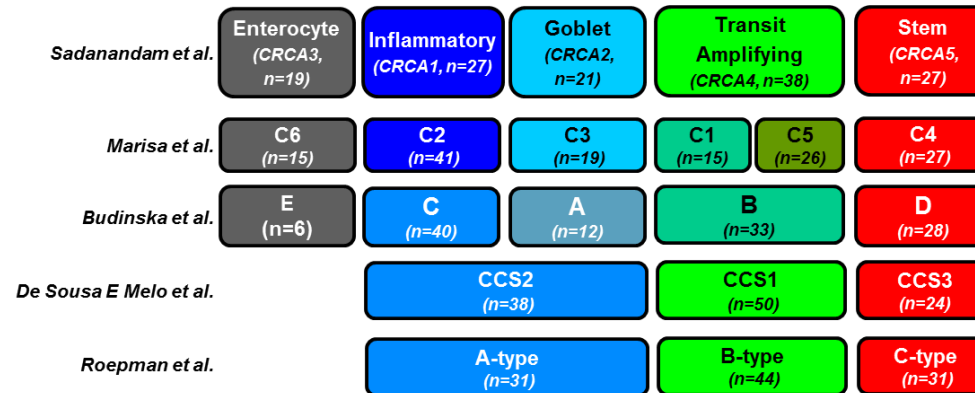 Sadanandam et al.
Enterocyte
(CRCA3,
n=19)
Inflammatory
(CRCA1, n=27)
Goblet
(CRCA2,
n=21)
Transit
Amplifying
(CRCA4, n=38)
Stem
(CRCA5,
n=27)
Marisa et al.
C6
(n=15)
C2
(n=41)
C3
(n=19)
C1
(n=15)
C5
(n=26)
C4
(n=27)
Budinska et al.
E
(n=6)
C
(n=40)
A
(n=12)
B
(n=33)
D
(n=28)
De Sousa E Melo et al.
CCS2
(n=38)
CCS1
(n=50)
CCS3
(n=24)
Roepman et al.
A-type
(n=31)
B-type
(n=44)
C-type
(n=31)